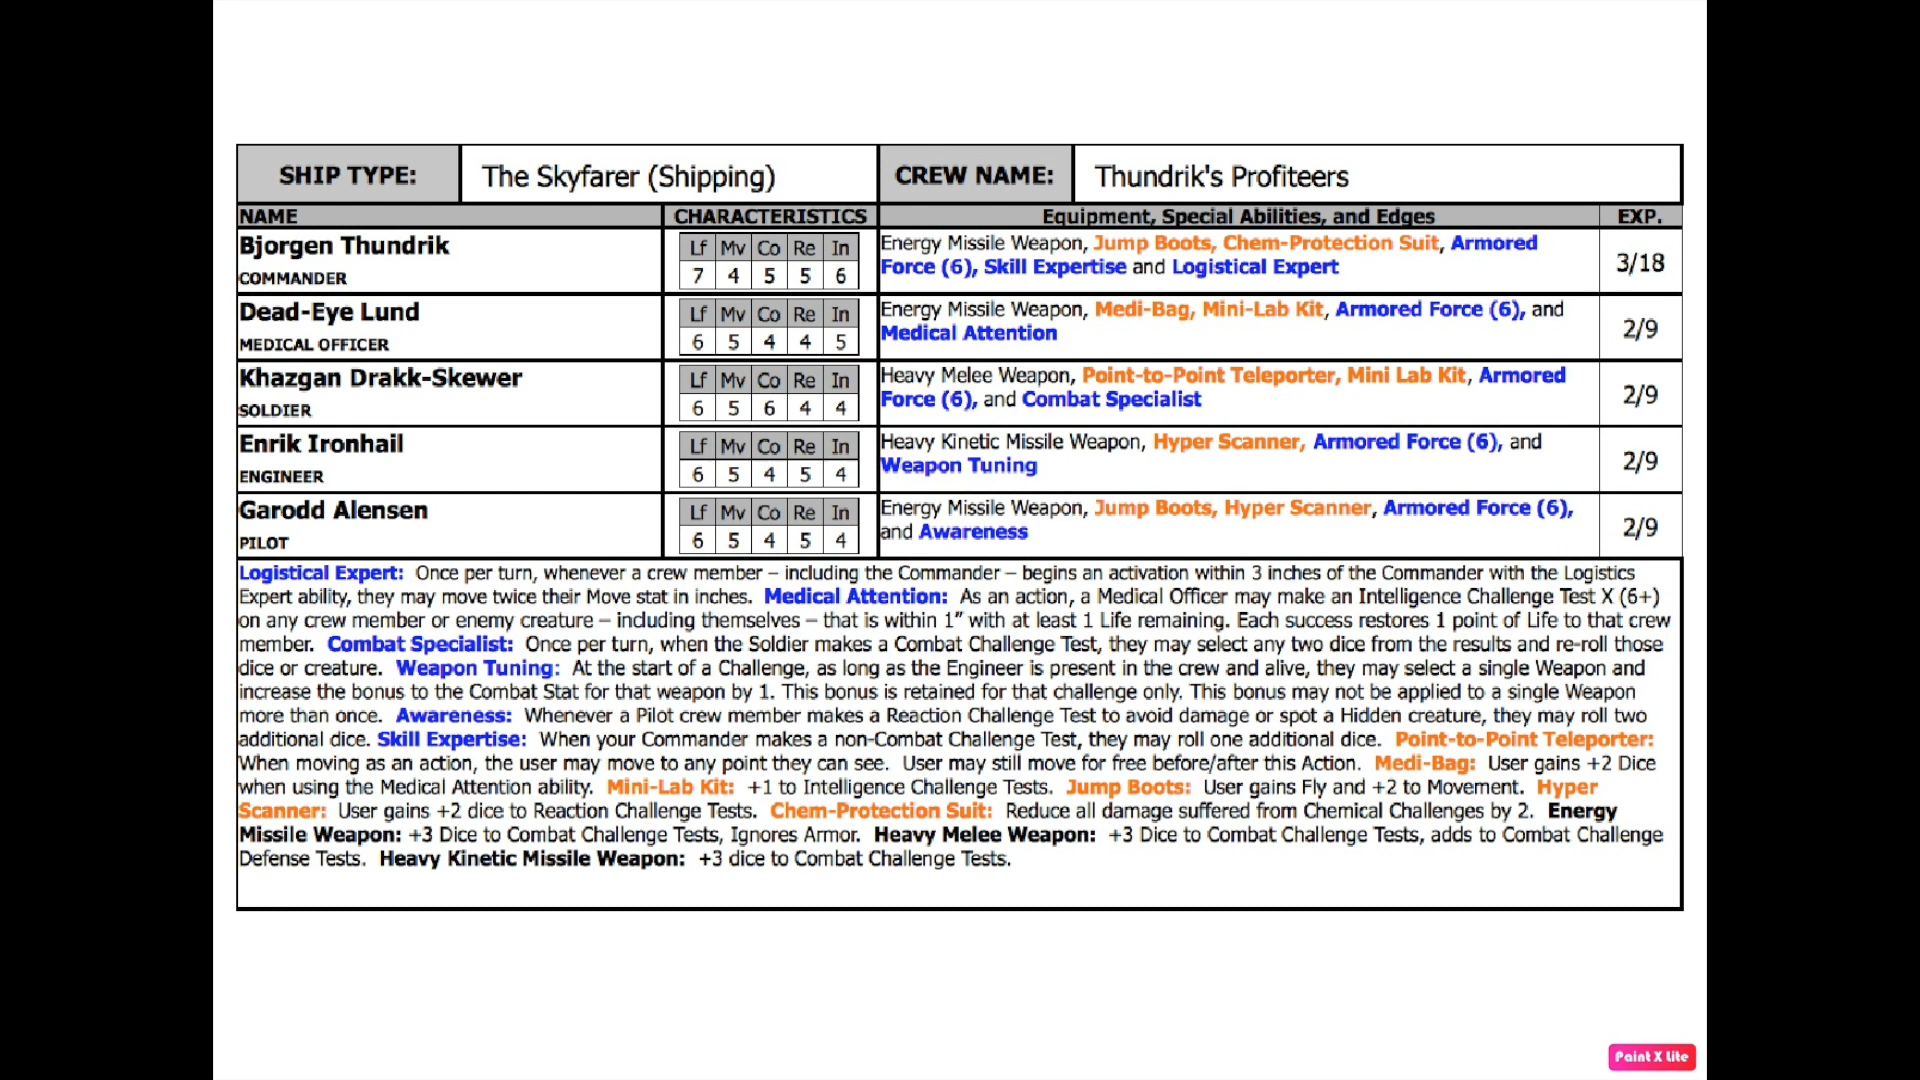 SHIP TYPE: The Skyfarer (Shipping) CREW NAME: Thundrik's Profiteers
NAME CHARACTERISTICS Equipment, Special Abilities, and Edges EXP.
Bjorgen Thundrik
COMMANDER
Lf Mv Co Re In
7 4 5 5 6
Energy Missile Weapon, Jump Boots, Chem-Protection Suit, Armored
Force (6), Skill Expertise and Logistical Expert
3/18
Dead-Eye Lund
MEDICAL OFFICER
Lf Mv Co Re In
6 5 4 4 5
Energy Missile Weapon, Medi-Bag, Mini-Lab Kit, Armored Force (6), and
Medical Attention
2/9
Khazgan Drakk-Skewer
SOLDIER
Lf Mv Co Re In
6 5 6 4 4
Heavy Melee Weapon, Point-to-Point Teleporter, Mini Lab Kit, Armored
Force (6), and Combat Specialist
2/9
Enrik Ironhail
ENGINEER
Lf Mv Co Re In
6 5 4 5 4
Heavy Kinetic Missile Weapon, Hyper Scanner, Armored Force (6), and
Weapon Tuning
2/9
Garodd Alensen
PILOT
Lf Mv Co Re In
6 5 4 5 4
Energy Missile Weapon, Jump Boots, Hyper Scanner, Armored Force (6),
and Awareness
2/9
Logistical Expert: Once per turn, whenever a crew member – including the Commander – begins an activation within 3 inches of the Commander with the Logistics
Expert ability, they may move twice their Move stat in inches. Medical Attention: As an action, a Medical Officer may make an Intelligence Challenge Test X (6+)
on any crew member or enemy creature – including themselves – that is within 1” with at least 1 Life remaining. Each success restores 1 point of Life to that crew
member. Combat Specialist: Once per turn, when the Soldier makes a Combat Challenge Test, they may select any two dice from the results and re-roll those
dice or creature. Weapon Tuning: At the start of a Challenge, as long as the Engineer is present in the crew and alive, they may select a single Weapon and
increase the bonus to the Combat Stat for that weapon by 1. This bonus is retained for that challenge only. This bonus may not be applied to a single Weapon
more than once. Awareness: Whenever a Pilot crew member makes a Reaction Challenge Test to avoid damage or spot a Hidden creature, they may roll two
additional dice. Skill Expertise: When your Commander makes a non-Combat Challenge Test, they may roll one additional dice. Point-to-Point Teleporter:
When moving as an action, the user may move to any point they can see. User may still move for free before/after this Action. Medi-Bag: User gains +2 Dice
when using the Medical Attention ability. Mini-Lab Kit: +1 to Intelligence Challenge Tests. Jump Boots: User gains Fly and +2 to Movement. Hyper
Scanner: User gains +2 dice to Reaction Challenge Tests. Chem-Protection Suit: Reduce all damage suffered from Chemical Challenges by 2. Energy
Missile Weapon: +3 Dice to Combat Challenge Tests, Ignores Armor. Heavy Melee Weapon: +3 Dice to Combat Challenge Tests, adds to Combat Challenge
Defense Tests. Heavy Kinetic Missile Weapon: +3 dice to Combat Challenge Tests.
Paint X Lite